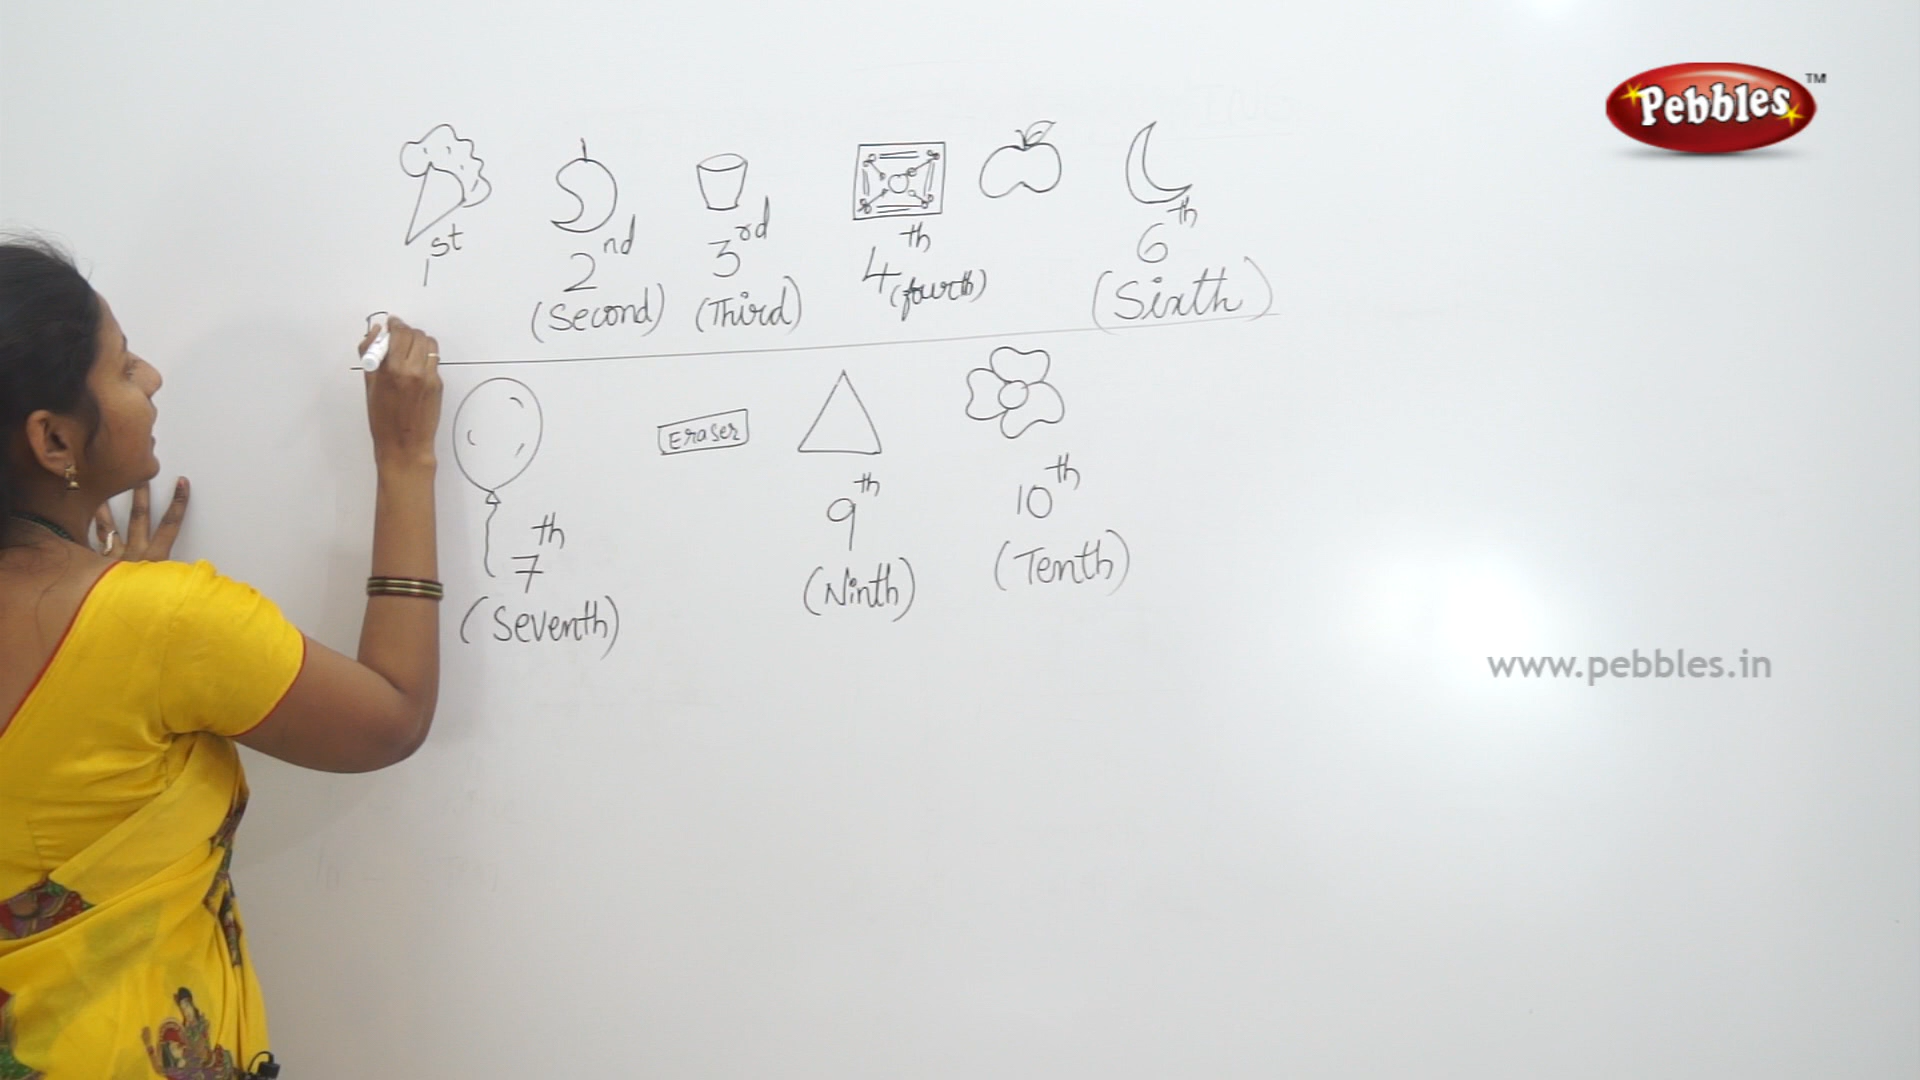 Pebbles TM
1st
2nd
(Second)
3rd
(Third)
4th
(fourth)
6th
(Sixth)
Eraser
7th
(Seventh)
9th
(Ninth)
10th
(Tenth)
www.pebbles.in